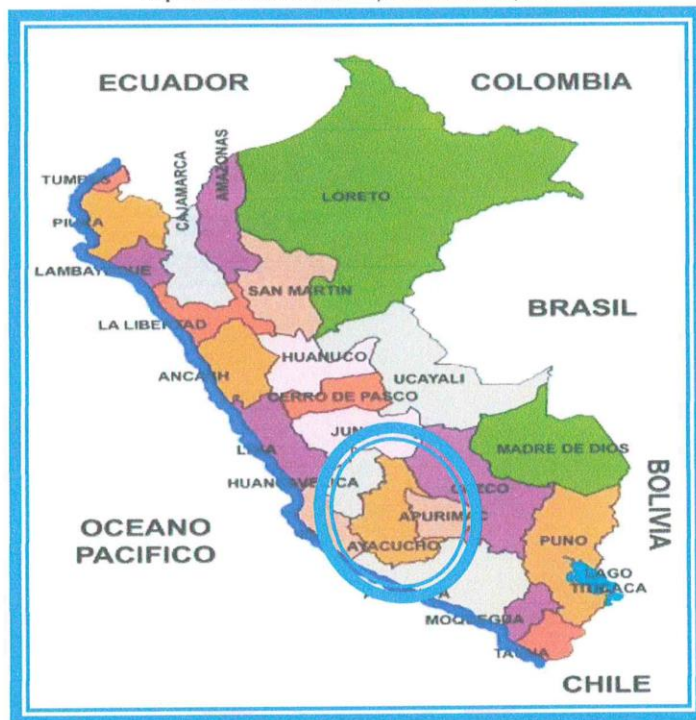 ECUADOR
COLOMBIA
TUMBES
CAJAMARCA
AMAZONAS
LORETO
PIURA
LAMBAYEQUE
SAN MARTIN
BRASIL
LA LIBERTAD
HUANUCO
UCAYALI
ANCASH
CERRO DE PASCO
JUNIN
MADRE DE DIOS
LIMA
HUANCAVELICA
CUZCO
BOLIVIA
APURIMAC
OCEANO
PACIFICO
AYACUCHO
PUNO
LAGO
TITICACA
MOQUEGUA
TACNA
CHILE